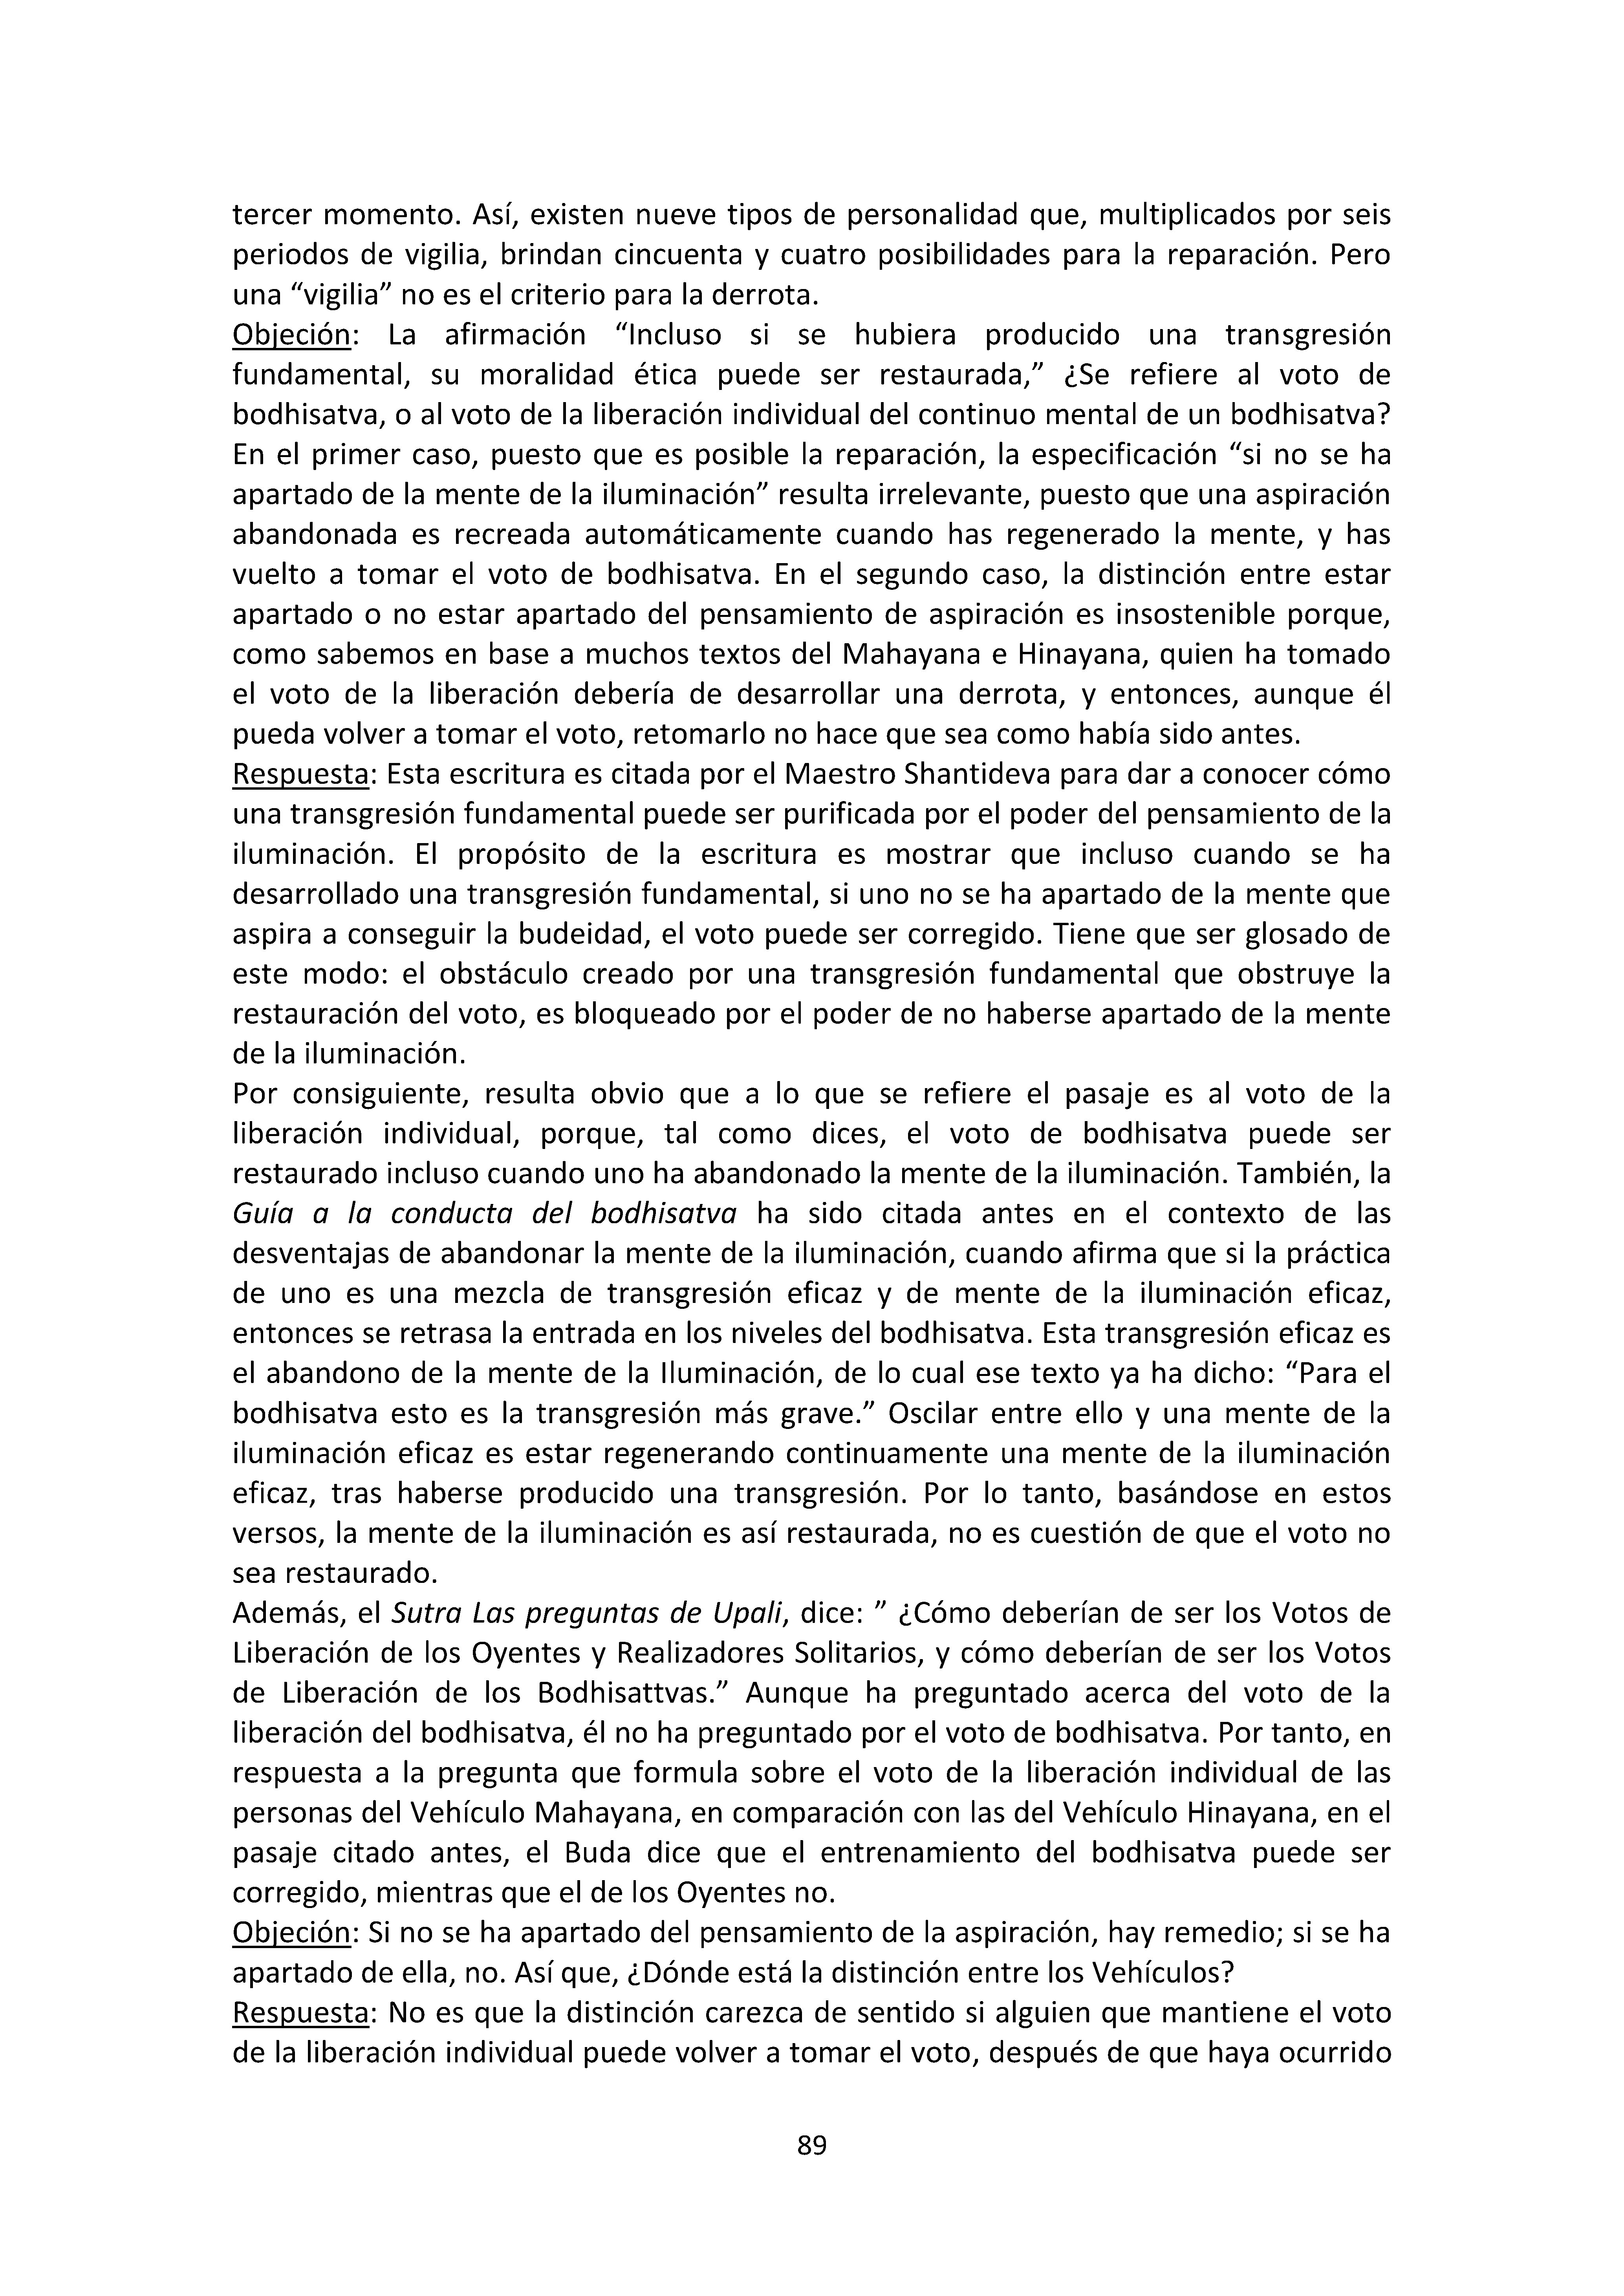 tercer momento. Así, existen nueve tipos de personalidad que, multiplicados por seis
periodos de vigilia, brindan cincuenta y cuatro posibilidades para la reparación. Pero
una “vigilia” no es el criterio para la derrota.
Objeción: La afirmación “Incluso si se hubiera producido una transgresión
fundamental, su moralidad ética puede ser restaurada,” ¿Se refiere al voto de
bodhisatva, o al voto de la liberación individual del continuo mental de un bodhisatva?
En el primer caso, puesto que es posible la reparación, la especificación “si no se ha
apartado de la mente de la iluminación” resulta irrelevante, puesto que una aspiración
abandonada es recreada automáticamente cuando has regenerado la mente, y has
vuelto a tomar el voto de bodhisatva. En el segundo caso, la distinción entre estar
apartado o no estar apartado del pensamiento de aspiración es insostenible porque,
como sabemos en base a muchos textos del Mahayana e Hinayana, quien ha tomado
el voto de la liberación debería de desarrollar una derrota, y entonces, aunque él
pueda volver a tomar el voto, retomarlo no hace que sea como había sido antes.
Respuesta: Esta escritura es citada por el Maestro Shantideva para dar a conocer cómo
una transgresión fundamental puede ser purificada por el poder del pensamiento de la
iluminación. El propósito de la escritura es mostrar que incluso cuando se ha
desarrollado una transgresión fundamental, si uno no se ha apartado de la mente que
aspira a conseguir la budeidad, el voto puede ser corregido. Tiene que ser glosado de
este modo: el obstáculo creado por una transgresión fundamental que obstruye la
restauración del voto, es bloqueado por el poder de no haberse apartado de la mente
de la iluminación.
Por consiguiente, resulta obvio que a lo que se refiere el pasaje es al voto de la
liberación individual, porque, tal como dices, el voto de bodhisatva puede ser
restaurado incluso cuando uno ha abandonado la mente de la iluminación. También, la
Guía a la conducta del bodhisatva ha sido citada antes en el contexto de las
desventajas de abandonar la mente de la iluminación, cuando afirma que si la práctica
de uno es una mezcla de transgresión eficaz y de mente de la iluminación eficaz,
entonces se retrasa la entrada en los niveles del bodhisatva. Esta transgresión eficaz es
el abandono de la mente de la Iluminación, de lo cual ese texto ya ha dicho: “Para el
bodhisatva esto es la transgresión más grave.” Oscilar entre ello y una mente de la
iluminación eficaz es estar regenerando continuamente una mente de la iluminación
eficaz, tras haberse producido una transgresión. Por lo tanto, basándose en estos
versos, la mente de la iluminación es así restaurada, no es cuestión de que el voto no
sea restaurado.
Además, el Sutra Las preguntas de Upali, dice: ” ¿Cómo deberían de ser los Votos de
Liberación de los Oyentes y Realizadores Solitarios, y cómo deberían de ser los Votos
de Liberación de los Bodhisattvas.” Aunque ha preguntado acerca del voto de la
liberación del bodhisatva, él no ha preguntado por el voto de bodhisatva. Por tanto, en
respuesta a la pregunta que formula sobre el voto de la liberación individual de las
personas del Vehículo Mahayana, en comparación con las del Vehículo Hinayana, en el
pasaje citado antes, el Buda dice que el entrenamiento del bodhisatva puede ser
corregido, mientras que el de los Oyentes no.
Objeción: Si no se ha apartado del pensamiento de la aspiración, hay remedio; si se ha
apartado de ella, no. Así que, ¿Dónde está la distinción entre los Vehículos?
Respuesta: No es que la distinción carezca de sentido si alguien que mantiene el voto
de la liberación individual puede volver a tomar el voto, después de que haya ocurrido
89